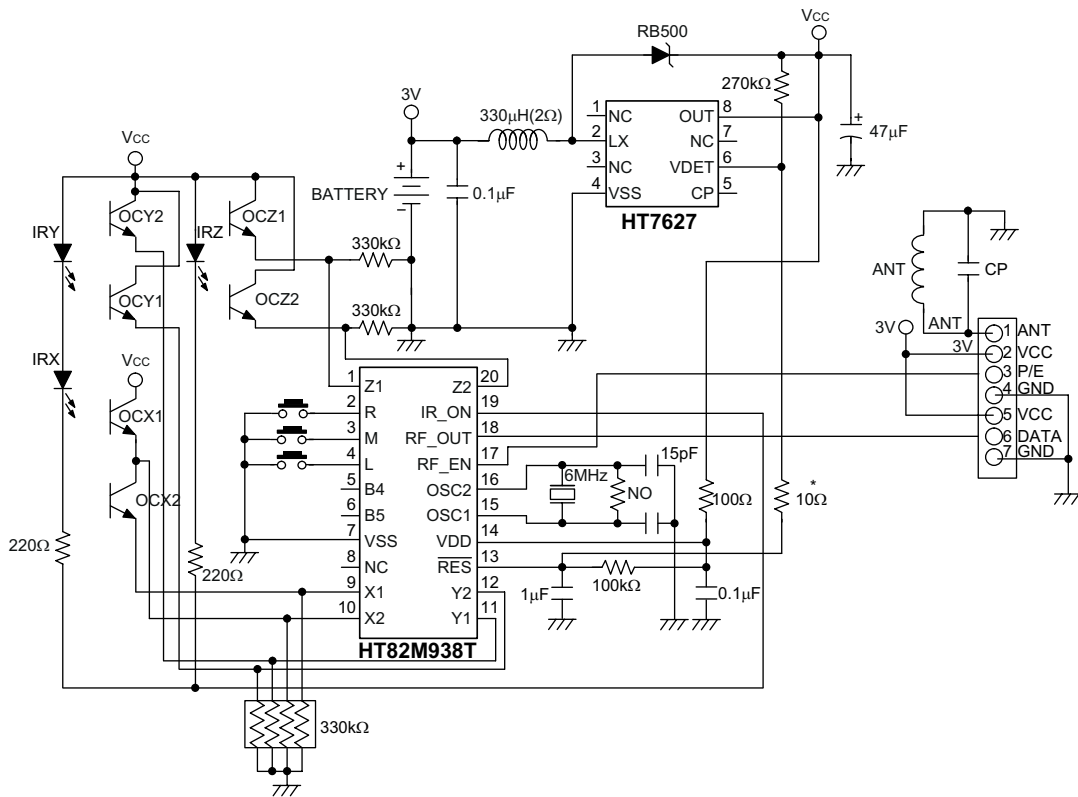 RB500
VCC
270kΩ
3V
330µH(2Ω)
1 NC
2 LX
3 NC
4 VSS
OUT 8
NC 7
VDET 6
CP 5
HT7627
+
47µF
VCC
+
BATTERY
−
0.1µF
OCY2
OCZ1
IRY
IRZ
330kΩ
OCY1
OCZ2
330kΩ
ANT
CP
3V
ANT
3V
1 ANT
2 VCC
3 P/E
4 GND
5 VCC
6 DATA
7 GND
IRX
VCC
OCX1
OCX2
1 Z1
2 R
3 M
4 L
5 B4
6 B5
7 VSS
8 NC
9 X1
10 X2
Z2 20
IR_ON 19
RF_OUT 18
RF_EN 17
OSC2 16
OSC1 15
VDD 14
RES 13
Y2 12
Y1 11
HT82M938T
15pF
6MHz
NO
100Ω
*
10Ω
220Ω
220Ω
1µF
100kΩ
0.1µF
330kΩ